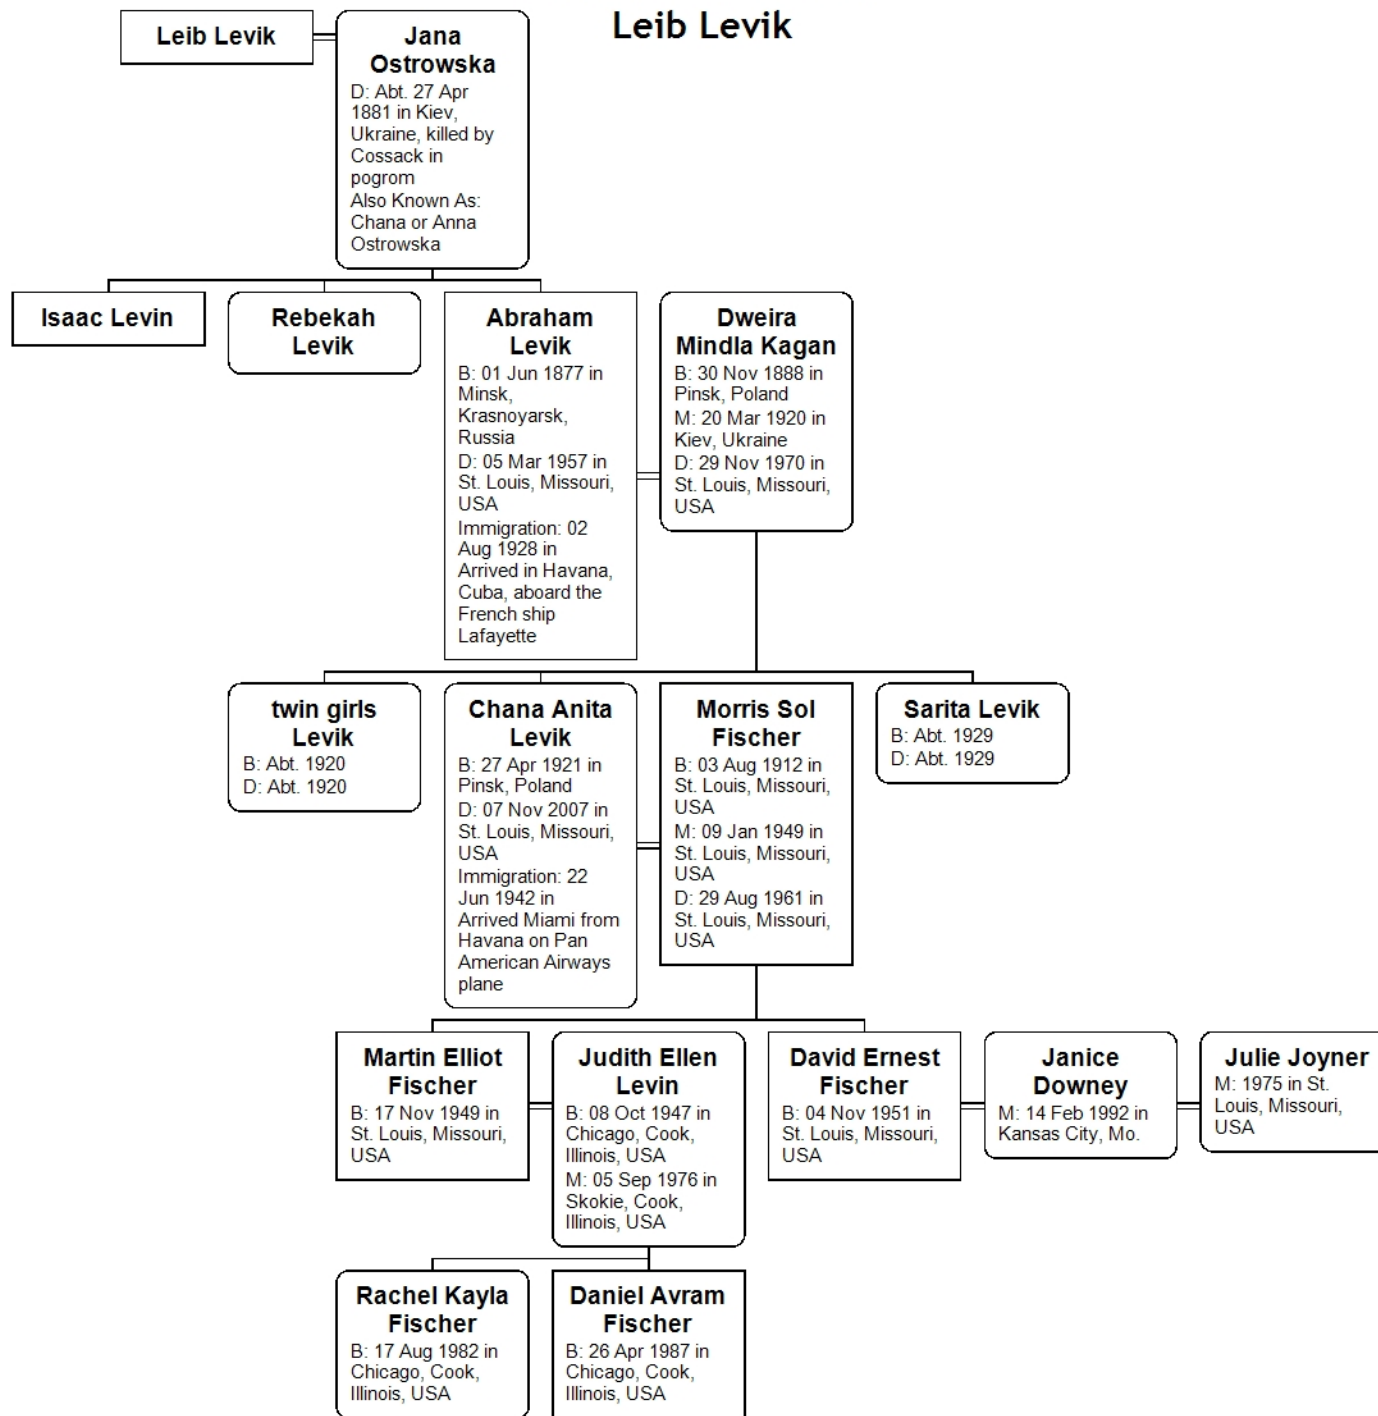 Leib Levik
Leib Levik
Jana
Ostrowska
D: Abt. 27 Apr
1881 in Kiev,
Ukraine, killed by
Cossack in
pogrom
Also Known As:
Chana or Anna
Ostrowska
Isaac Levin
Rebekah
Levik
Abraham
Levik
B: 01 Jun 1877 in
Minsk,
Krasnoyarsk,
Russia
D: 05 Mar 1957 in
St. Louis, Missouri,
USA
Immigration: 02
Aug 1928 in
Arrived in Havana,
Cuba, aboard the
French ship
Lafayette
Dweira
Mindla Kagan
B: 30 Nov 1888 in
Pinsk, Poland
M: 20 Mar 1920 in
Kiev, Ukraine
D: 29 Nov 1970 in
St. Louis, Missouri,
USA
twin girls
Levik
B: Abt. 1920
D: Abt. 1920
Chana Anita
Levik
B: 27 Apr 1921 in
Pinsk, Poland
D: 07 Nov 2007 in
St. Louis, Missouri,
USA
Immigration: 22
Jun 1942 in
Arrived Miami from
Havana on Pan
American Airways
plane
Morris Sol
Fischer
B: 03 Aug 1912 in
St. Louis, Missouri,
USA
M: 09 Jan 1949 in
St. Louis, Missouri,
USA
D: 29 Aug 1961 in
St. Louis, Missouri,
USA
Sarita Levik
B: Abt. 1929
D: Abt. 1929
Martin Elliot
Fischer
B: 17 Nov 1949 in
St. Louis, Missouri,
USA
Judith Ellen
Levin
B: 08 Oct 1947 in
Chicago, Cook,
Illinois, USA
M: 05 Sep 1976 in
Skokie, Cook,
Illinois, USA
David Ernest
Fischer
B: 04 Nov 1951 in
St. Louis, Missouri,
USA
Janice
Downey
M: 14 Feb 1992 in
Kansas City, Mo.
Julie Joyner
M: 1975 in St.
Louis, Missouri,
USA
Rachel Kayla
Fischer
B: 17 Aug 1982 in
Chicago, Cook,
Illinois, USA
Daniel Avram
Fischer
B: 26 Apr 1987 in
Chicago, Cook,
Illinois, USA